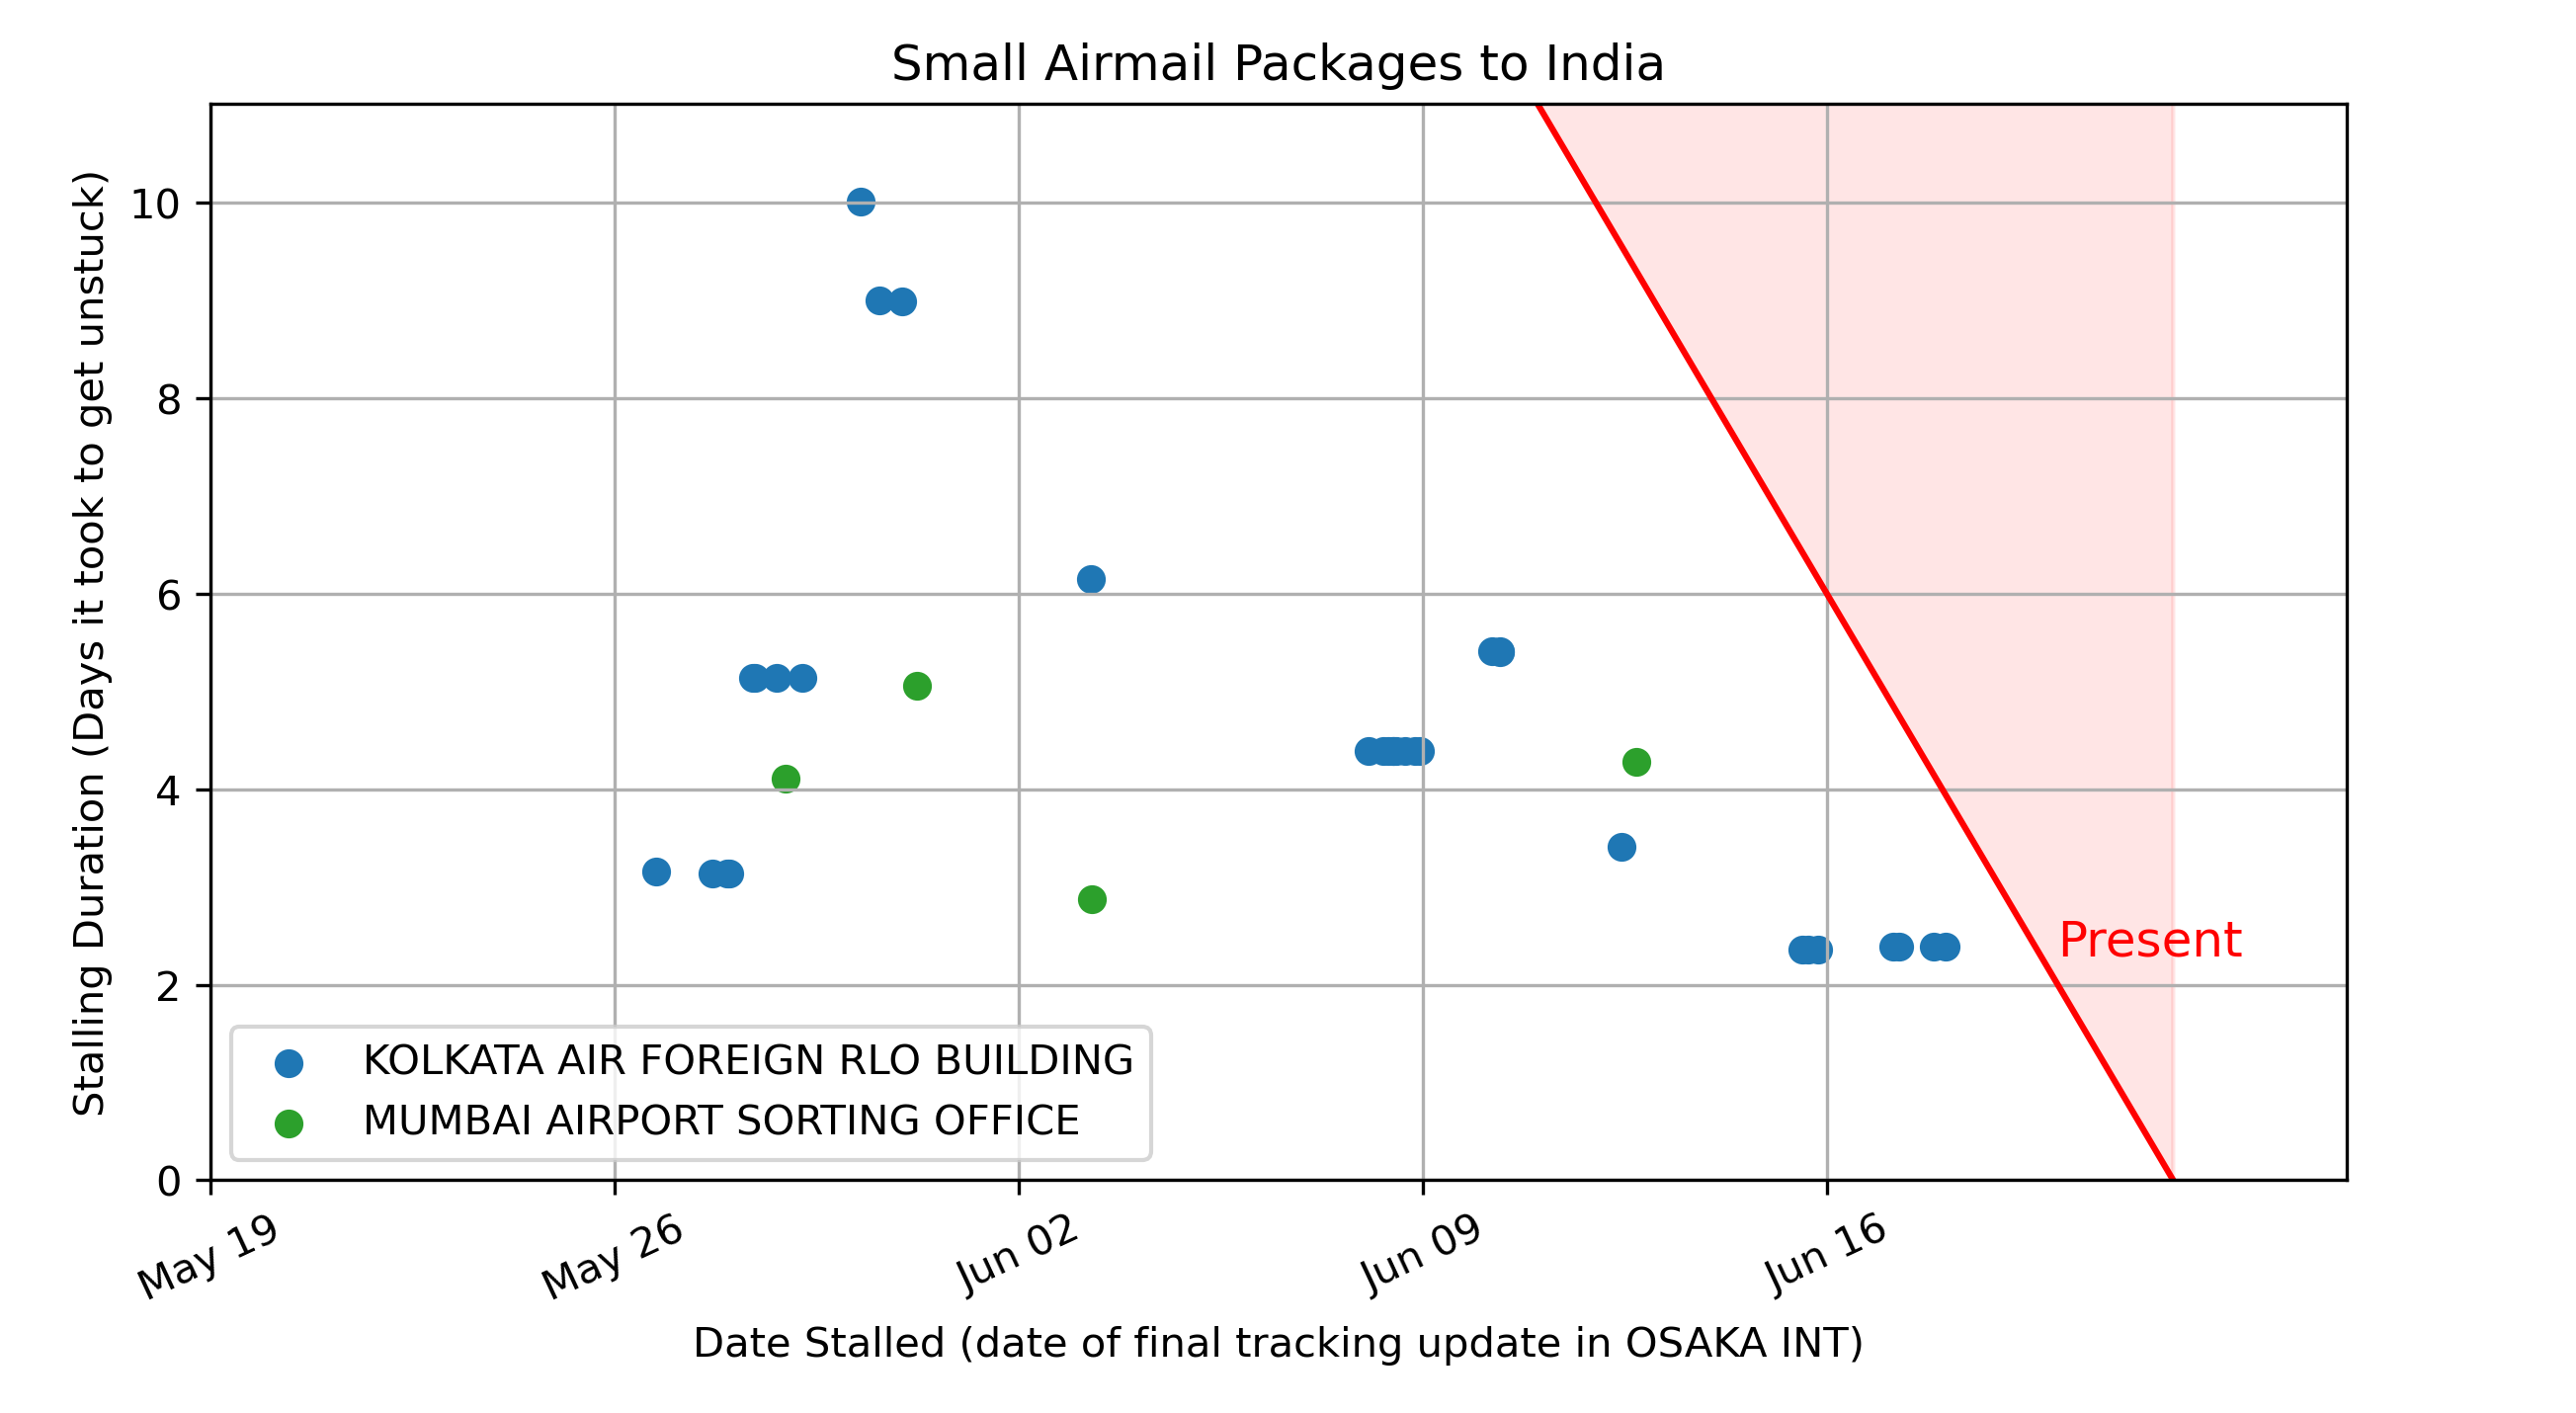 Small Airmail Packages to India
Stalling Duration (Days it took to get unstuck)
10
8
6
4
2
0
Present
KOLKATA AIR FOREIGN RLO BUILDING
MUMBAI AIRPORT SORTING OFFICE
May 19
May 26
Jun 02
Jun 09
Jun 16
Date Stalled (date of final tracking update in OSAKA INT)